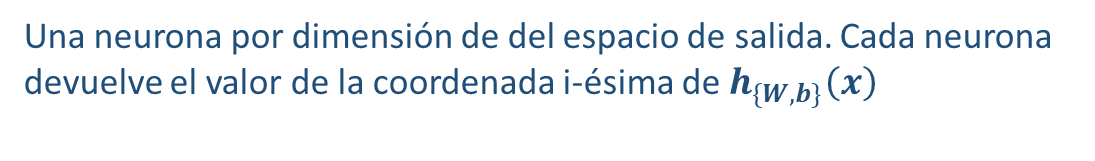 Una neurona por dimensión de del espacio de salida. Cada neurona
devuelve el valor de la coordenada i-ésima de h_{W,b}(x)